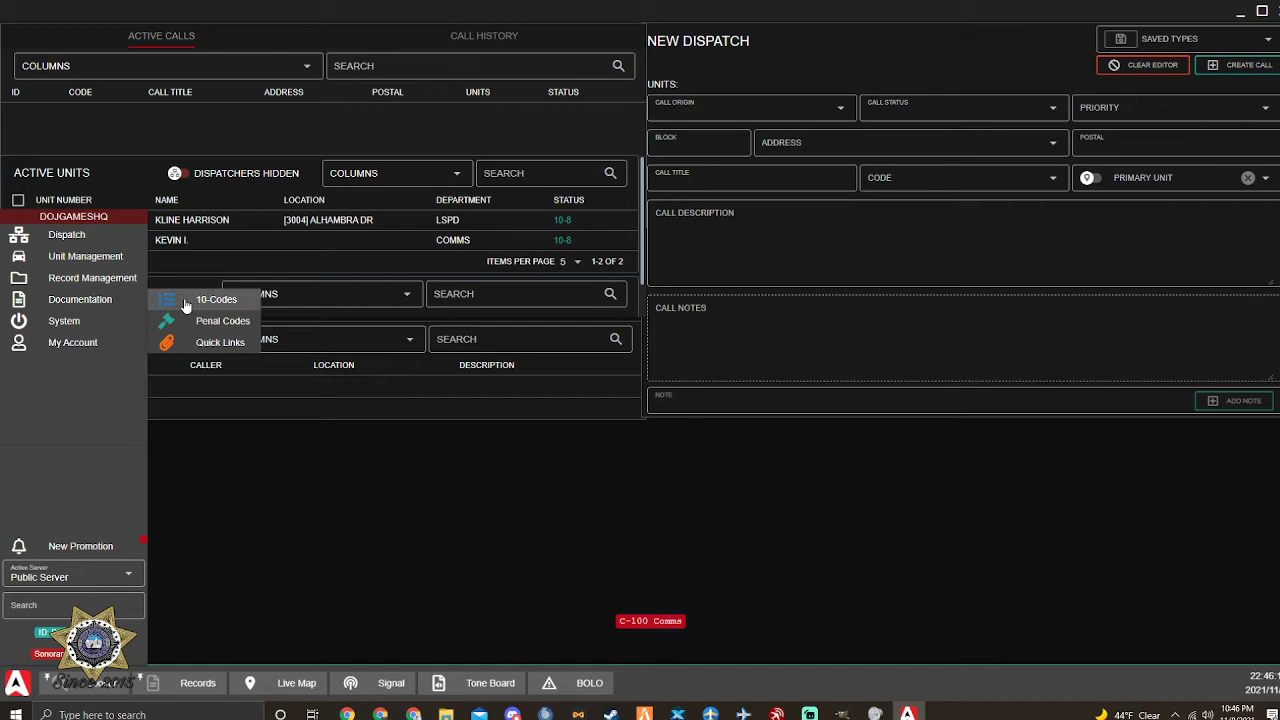 ACTIVE CALLS CALL HISTORY
COLUMNS SEARCH
ID CODE CALL TITLE ADDRESS POSTAL UNITS STATUS
ACTIVE UNITS DISPATCHERS HIDDEN COLUMNS SEARCH
UNIT NUMBER NAME LOCATION DEPARTMENT STATUS
KLINE HARRISON [3004] ALHAMBRA DR LSPD 10-8
KEVIN I. COMMS 10-8
ITEMS PER PAGE 5 1-2 OF 2
SEARCH
SEARCH
CALLER LOCATION DESCRIPTION
DOJGAMESHQ
Dispatch
Unit Management
Record Management
Documentation
System
My Account
10-Codes
Penal Codes
Quick Links
New Promotion
Active Server
Public Server
Search
Since 2015
NEW DISPATCH
SAVED TYPES
CLEAR EDITOR CREATE CALL
UNITS:
CALL ORIGIN CALL STATUS PRIORITY
BLOCK ADDRESS POSTAL
CALL TITLE CODE PRIMARY UNIT
CALL DESCRIPTION
CALL NOTES
NOTE ADD NOTE
C-100 Comms
Records Live Map Signal Tone Board BOLO
Type here to search
44°F Clear
10:46 PM